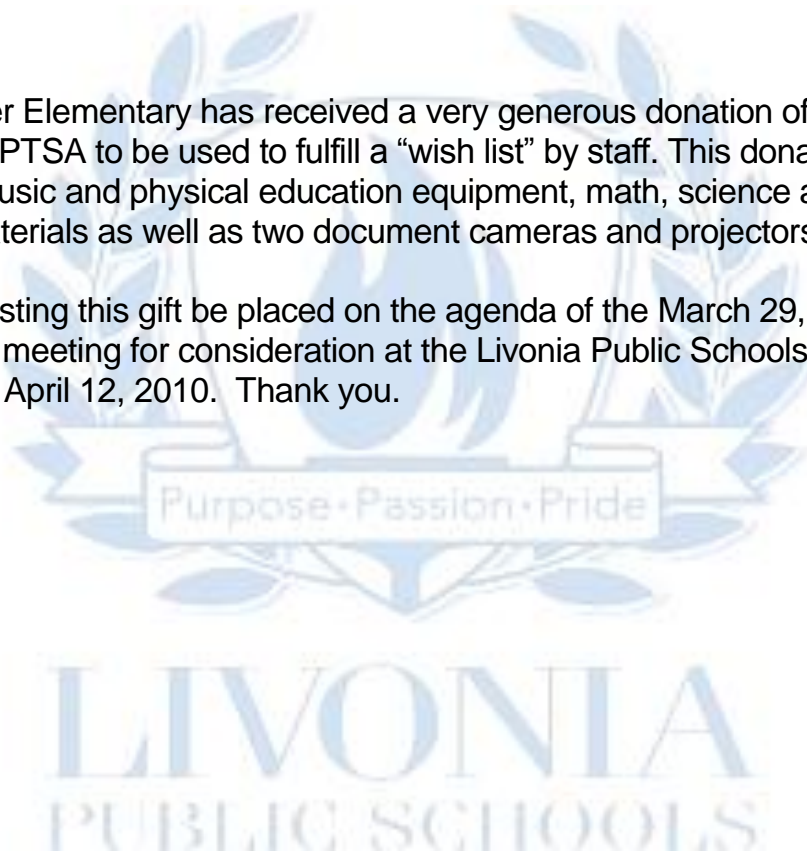 er Elementary has received a very generous donation of
PTSA to be used to fulfill a “wish list” by staff. This dona
usic and physical education equipment, math, science a
terials as well as two document cameras and projectors
sting this gift be placed on the agenda of the March 29,
meeting for consideration at the Livonia Public Schools
April 12, 2010.  Thank you.
Purpose·Passion·Pride
LIVONIA
PUBLIC SCHOOLS